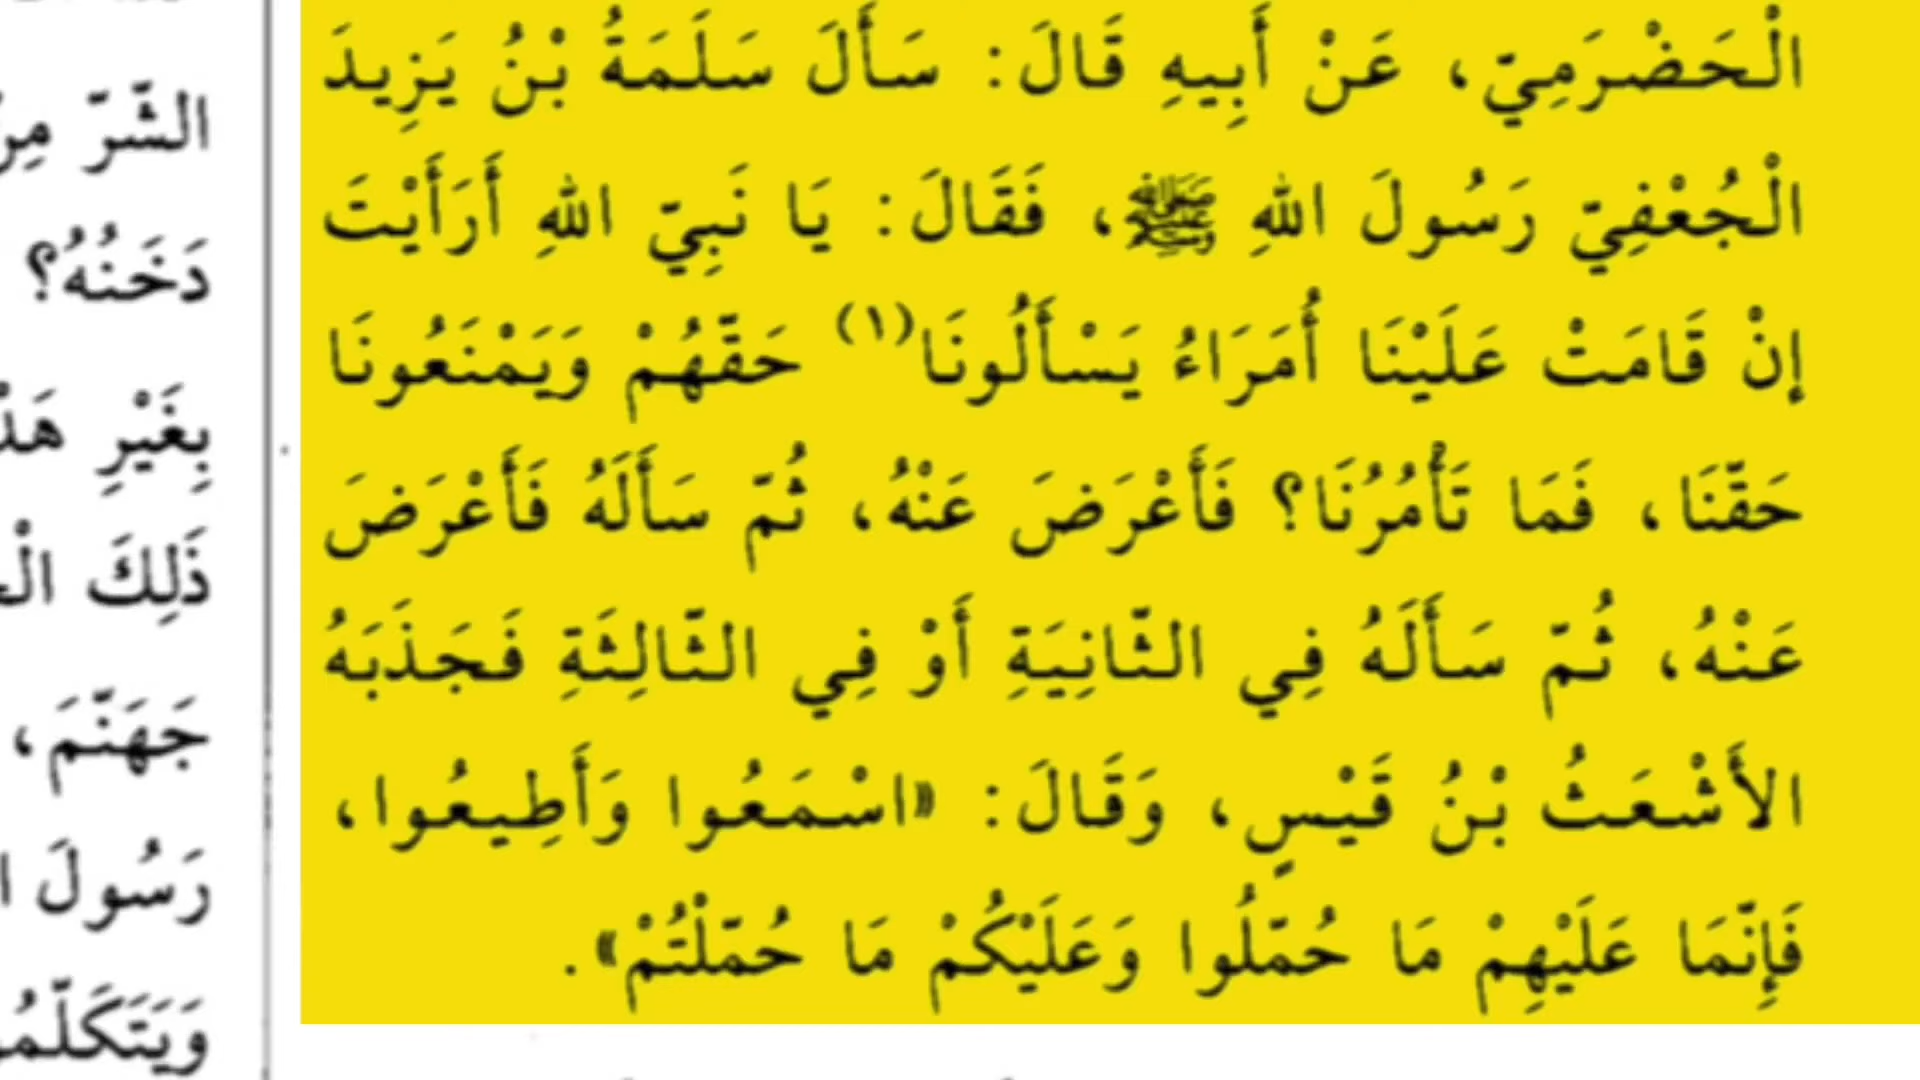 الْحَضْرَمِيّ، عَنْ أَبِيهِ قَالَ: سَأَلَ سَلَمَةُ بْنُ يَزِيدَ
الْجُعْفِيّ رَسُولَ اللهِ ﷺ، فَقَالَ: يَا نَبِيّ اللهِ أَرَأَيْتَ
إِنْ قَامَتْ عَلَيْنَا أُمَرَاءُ يَسْأَلُونَا(١) حَقّهُمْ وَيَمْنَعُونَا
حَقّنَا، فَمَا تَأْمُرُنَا؟ فَأَعْرَضَ عَنْهُ، ثُمّ سَأَلَهُ فَأَعْرَضَ
عَنْهُ، ثُمّ سَأَلَهُ فِي الثّانِيَةِ أَوْ فِي الثّالِثَةِ فَجَذَبَهُ
الأَشْعَثُ بْنُ قَيْسٍ، وَقَالَ: «اسْمَعُوا وَأَطِيعُوا،
فَإِنّمَا عَلَيْهِمْ مَا حُمّلُوا وَعَلَيْكُمْ مَا حُمّلْتُمْ».
الشّرّ
دَخَنُهُ؟
بِغَيْرِ
ذَلِكَ
جَهَنّمَ،
رَسُولَ